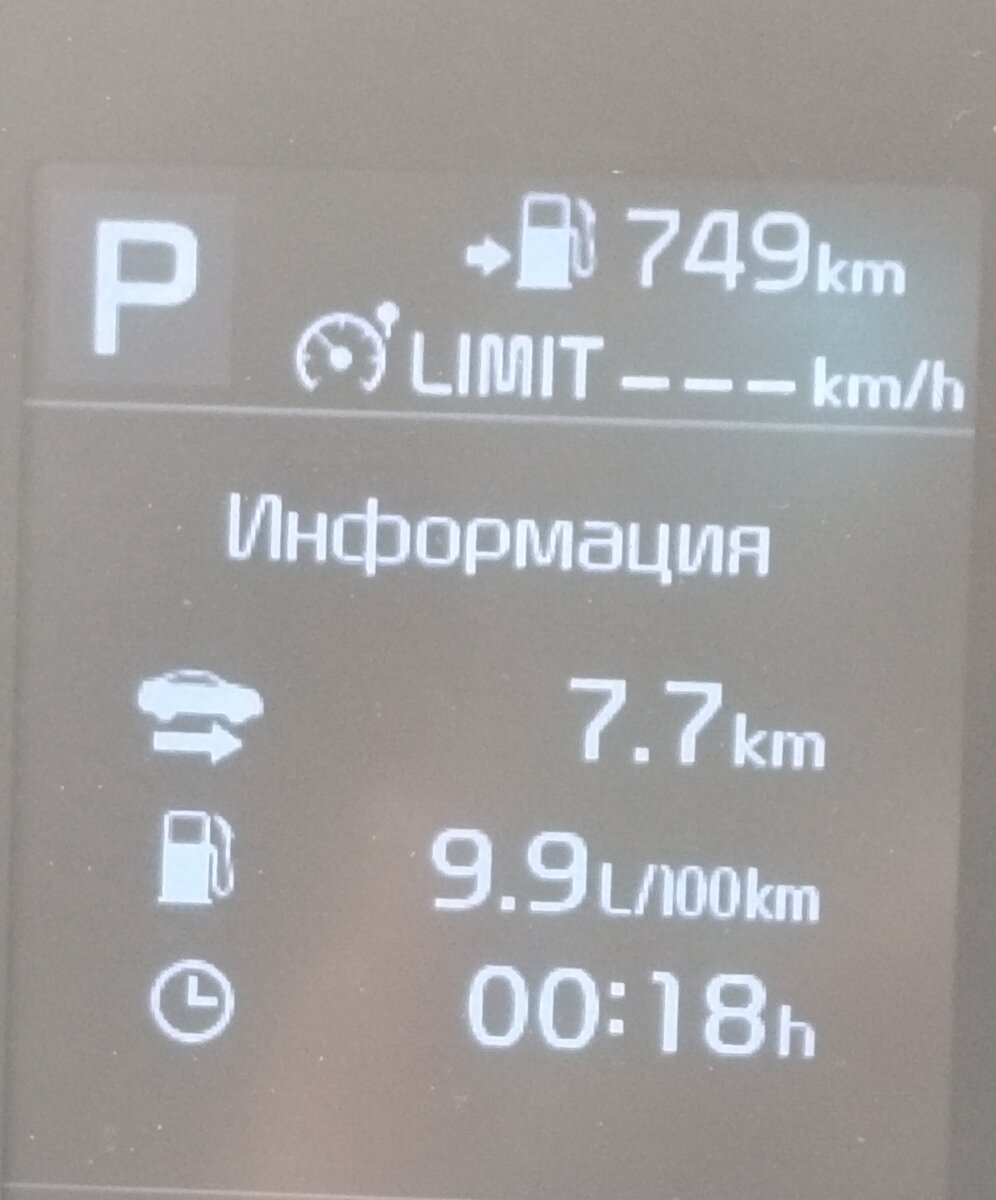 P
749km
LIMIT ---km/h
Информация
7.7km
9.9L/100km
00:18h